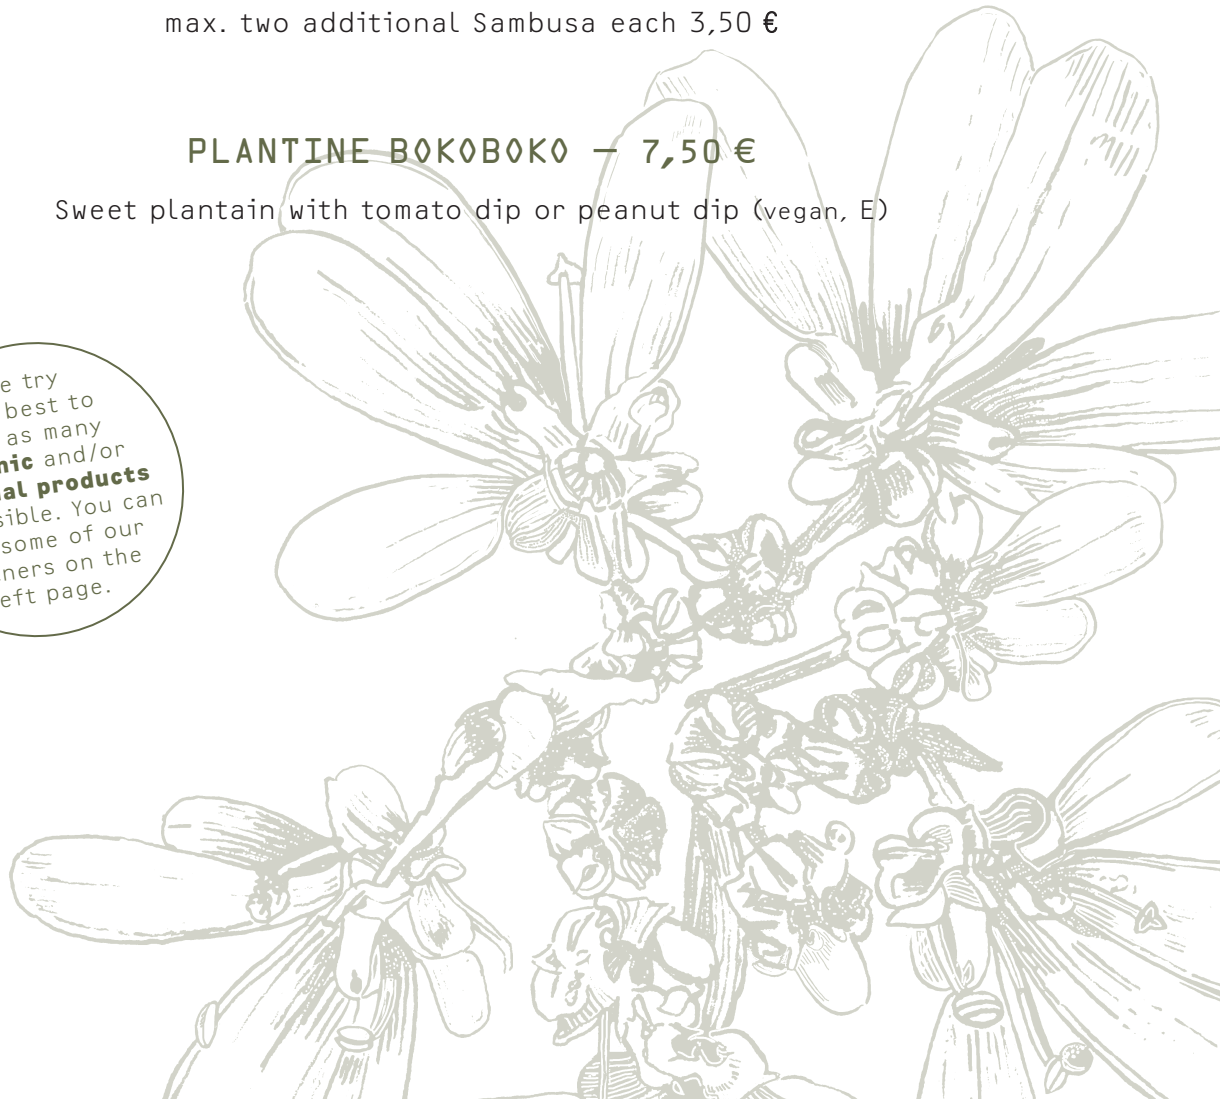 max. two additional Sambusa each 3,50 €
PLANTINE BOKOBOKO – 7,50 €
Sweet plantain with tomato dip or peanut dip (vegan, E)
try
best to
as many
and/or
products
You can
some of our
on the
page.